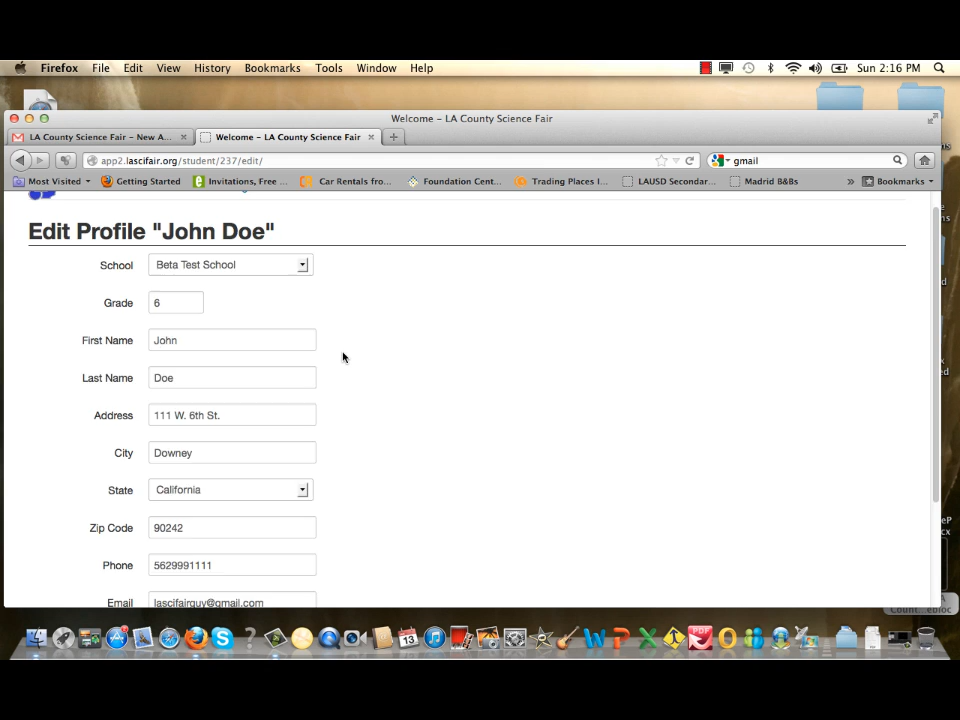 Firefox File Edit View History Bookmarks Tools Window Help Sun 2:16 PM
Welcome – LA County Science Fair
LA County Science Fair – New A... Welcome – LA County Science Fair
app2.lascifair.org/student/237/edit/ gmail
Most Visited Getting Started Invitations, Free ... Car Rentals fro... Foundation Cent... Trading Places I... LAUSD Secondar... Madrid B&Bs » Bookmarks
Edit Profile "John Doe"
School Beta Test School
Grade 6
First Name John
Last Name Doe
Address 111 W. 6th St.
City Downey
State California
Zip Code 90242
Phone 5629991111
Email lascifairguy@gmail.com